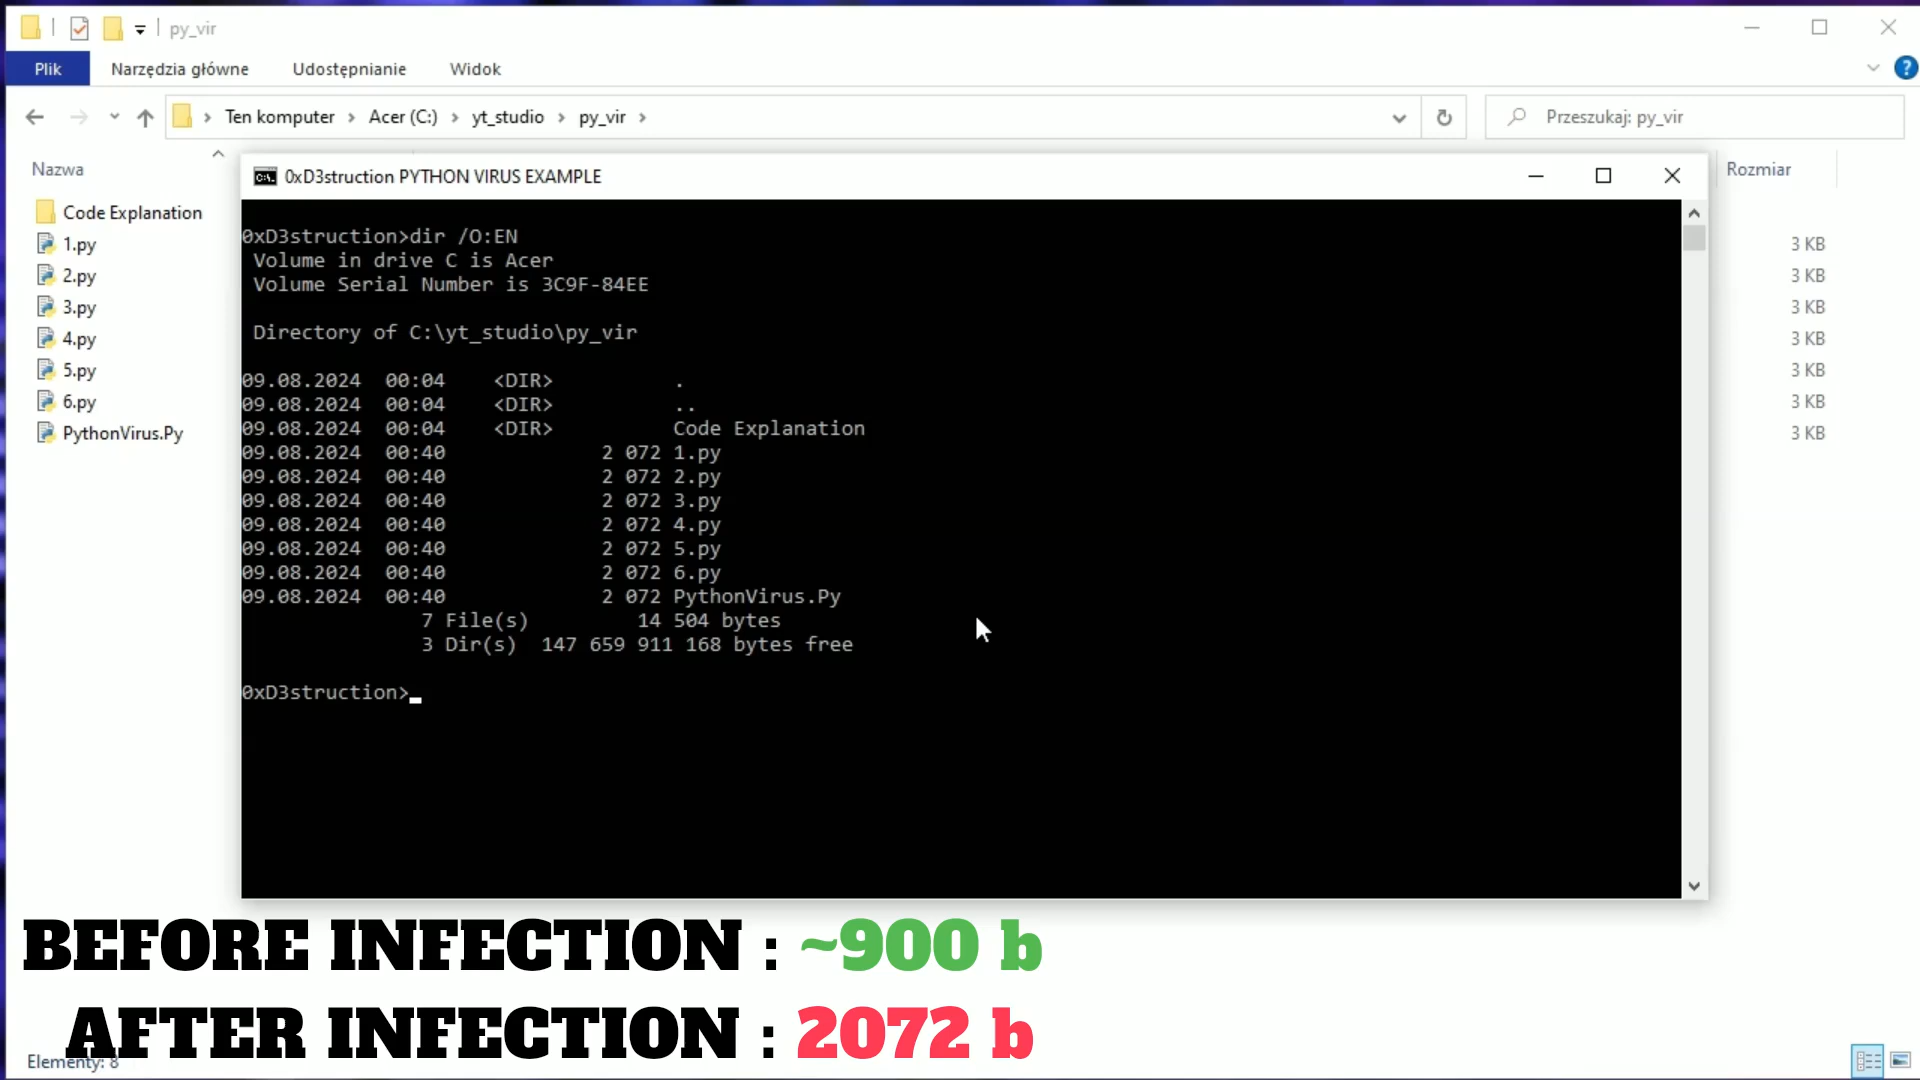 py_vir
Plik Narzędzia główne Udostępnianie Widok
Ten komputer › Acer (C:) › yt_studio › py_vir ›
Przeszukaj: py_vir
Nazwa
Rozmiar
Code Explanation
1.py 3 KB
2.py 3 KB
3.py 3 KB
4.py 3 KB
5.py 3 KB
6.py 3 KB
PythonVirus.Py 3 KB
0xD3struction PYTHON VIRUS EXAMPLE
0xD3struction>dir /O:EN
Volume in drive C is Acer
Volume Serial Number is 3C9F-84EE
Directory of C:\yt_studio\py_vir
09.08.2024 00:04 <DIR> .
09.08.2024 00:04 <DIR> ..
09.08.2024 00:04 <DIR> Code Explanation
09.08.2024 00:40 2 072 1.py
09.08.2024 00:40 2 072 2.py
09.08.2024 00:40 2 072 3.py
09.08.2024 00:40 2 072 4.py
09.08.2024 00:40 2 072 5.py
09.08.2024 00:40 2 072 6.py
09.08.2024 00:40 2 072 PythonVirus.Py
7 File(s) 14 504 bytes
3 Dir(s) 147 659 911 168 bytes free
0xD3struction>
BEFORE INFECTION : ~900 b
AFTER INFECTION : 2072 b
Elementy: 8